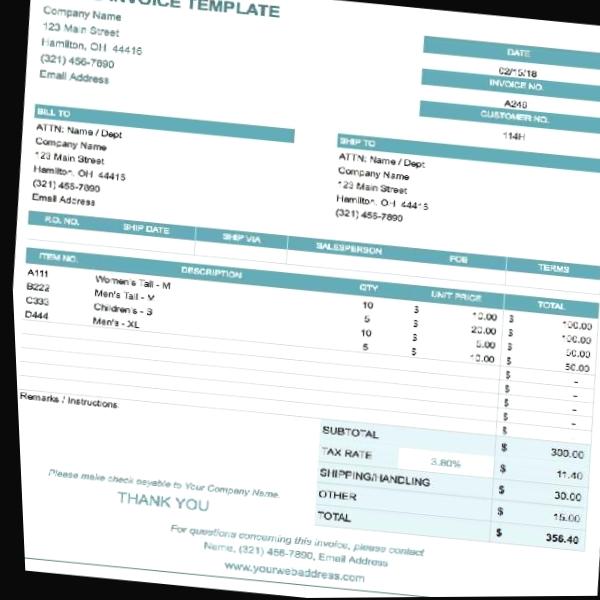 INVOICE TEMPLATE
Company Name
123 Main Street
Hamilton, OH 44416
(321) 456-7890
Email Address
DATE
02/15/18
INVOICE NO.
A246
CUSTOMER NO.
114H
BILL TO
ATTN: Name / Dept
Company Name
123 Main Street
Hamilton, OH 44416
(321) 456-7890
Email Address
SHIP TO
ATTN: Name / Dept
Company Name
123 Main Street
Hamilton, OH 44416
(321) 456-7890
P.O. NO. SHIP DATE SHIP VIA SALESPERSON FOB TERMS
ITEM NO. DESCRIPTION QTY UNIT PRICE TOTAL
A111 Women's Tall - M 10 $ 10.00 $ 100.00
B222 Men's Tall - M 5 $ 20.00 $ 100.00
C333 Children's - S 10 $ 5.00 $ 50.00
D444 Men's - XL 5 $ 10.00 $ 50.00
$ -
$ -
$ -
$ -
$
Remarks / Instructions:
SUBTOTAL $ 300.00
TAX RATE 3.80% $ 11.40
SHIPPING/HANDLING $ 30.00
OTHER $ 15.00
TOTAL $ 356.40
Please make check payable to Your Company Name.
THANK YOU
For questions concerning this invoice, please contact
Name, (321) 456-7890, Email Address
www.yourwebaddress.com